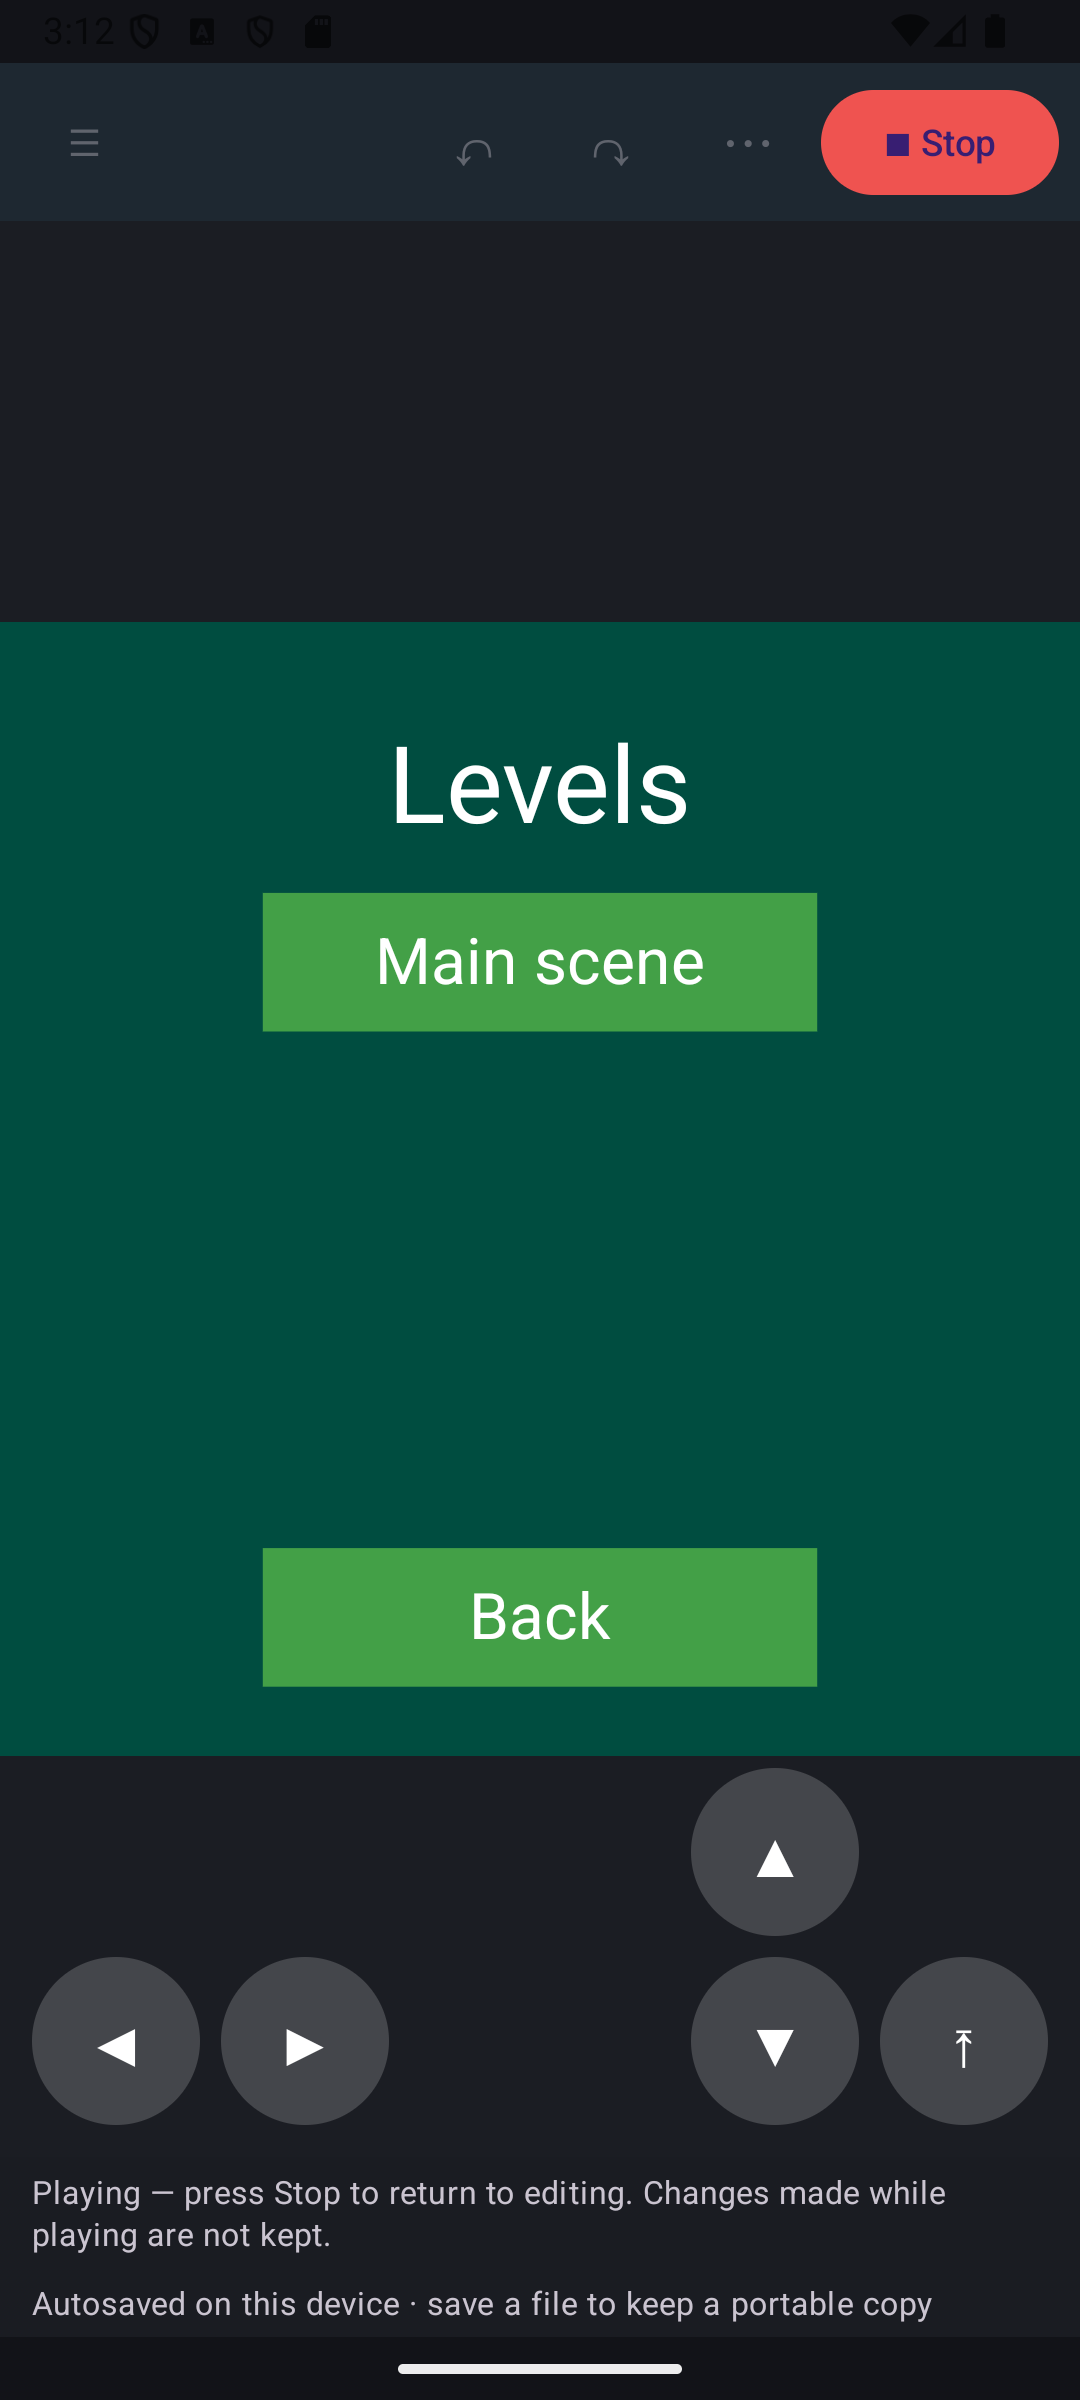 3:12
Stop
Levels
Main scene
Back
Playing — press Stop to return to editing. Changes made while
playing are not kept.
Autosaved on this device · save a file to keep a portable copy